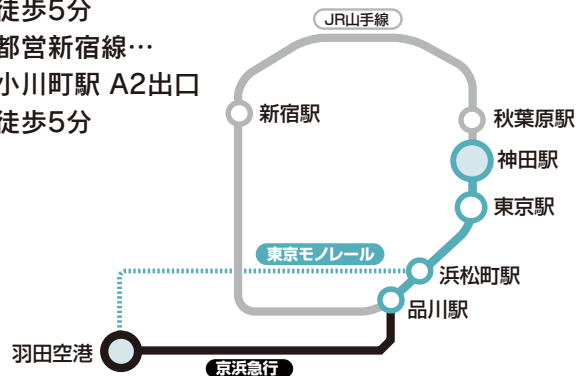 徒歩5分
都営新宿線…
小川町駅 A2出口
徒歩5分
JR山手線
新宿駅
秋葉原駅
神田駅
東京駅
東京モノレール
浜松町駅
品川駅
羽田空港
京浜急行